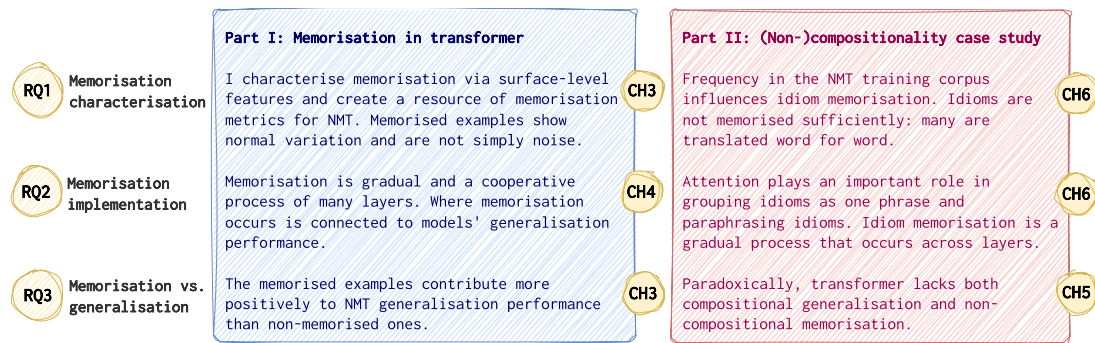 Part I: Memorisation in transformer
Part II: (Non-)compositionality case study
RQ1
Memorisation
characterisation
I characterise memorisation via surface-level
features and create a resource of memorisation
metrics for NMT. Memorised examples show
normal variation and are not simply noise.
CH3
Frequency in the NMT training corpus
influences idiom memorisation. Idioms are
not memorised sufficiently: many are
translated word for word.
CH6
RQ2
Memorisation
implementation
Memorisation is gradual and a cooperative
process of many layers. Where memorisation
occurs is connected to models' generalisation
performance.
CH4
Attention plays an important role in
grouping idioms as one phrase and
paraphrasing idioms. Idiom memorisation is a
gradual process that occurs across layers.
CH6
RQ3
Memorisation vs.
generalisation
The memorised examples contribute more
positively to NMT generalisation performance
than non-memorised ones.
CH3
Paradoxically, transformer lacks both
compositional generalisation and non-
compositional memorisation.
CH5